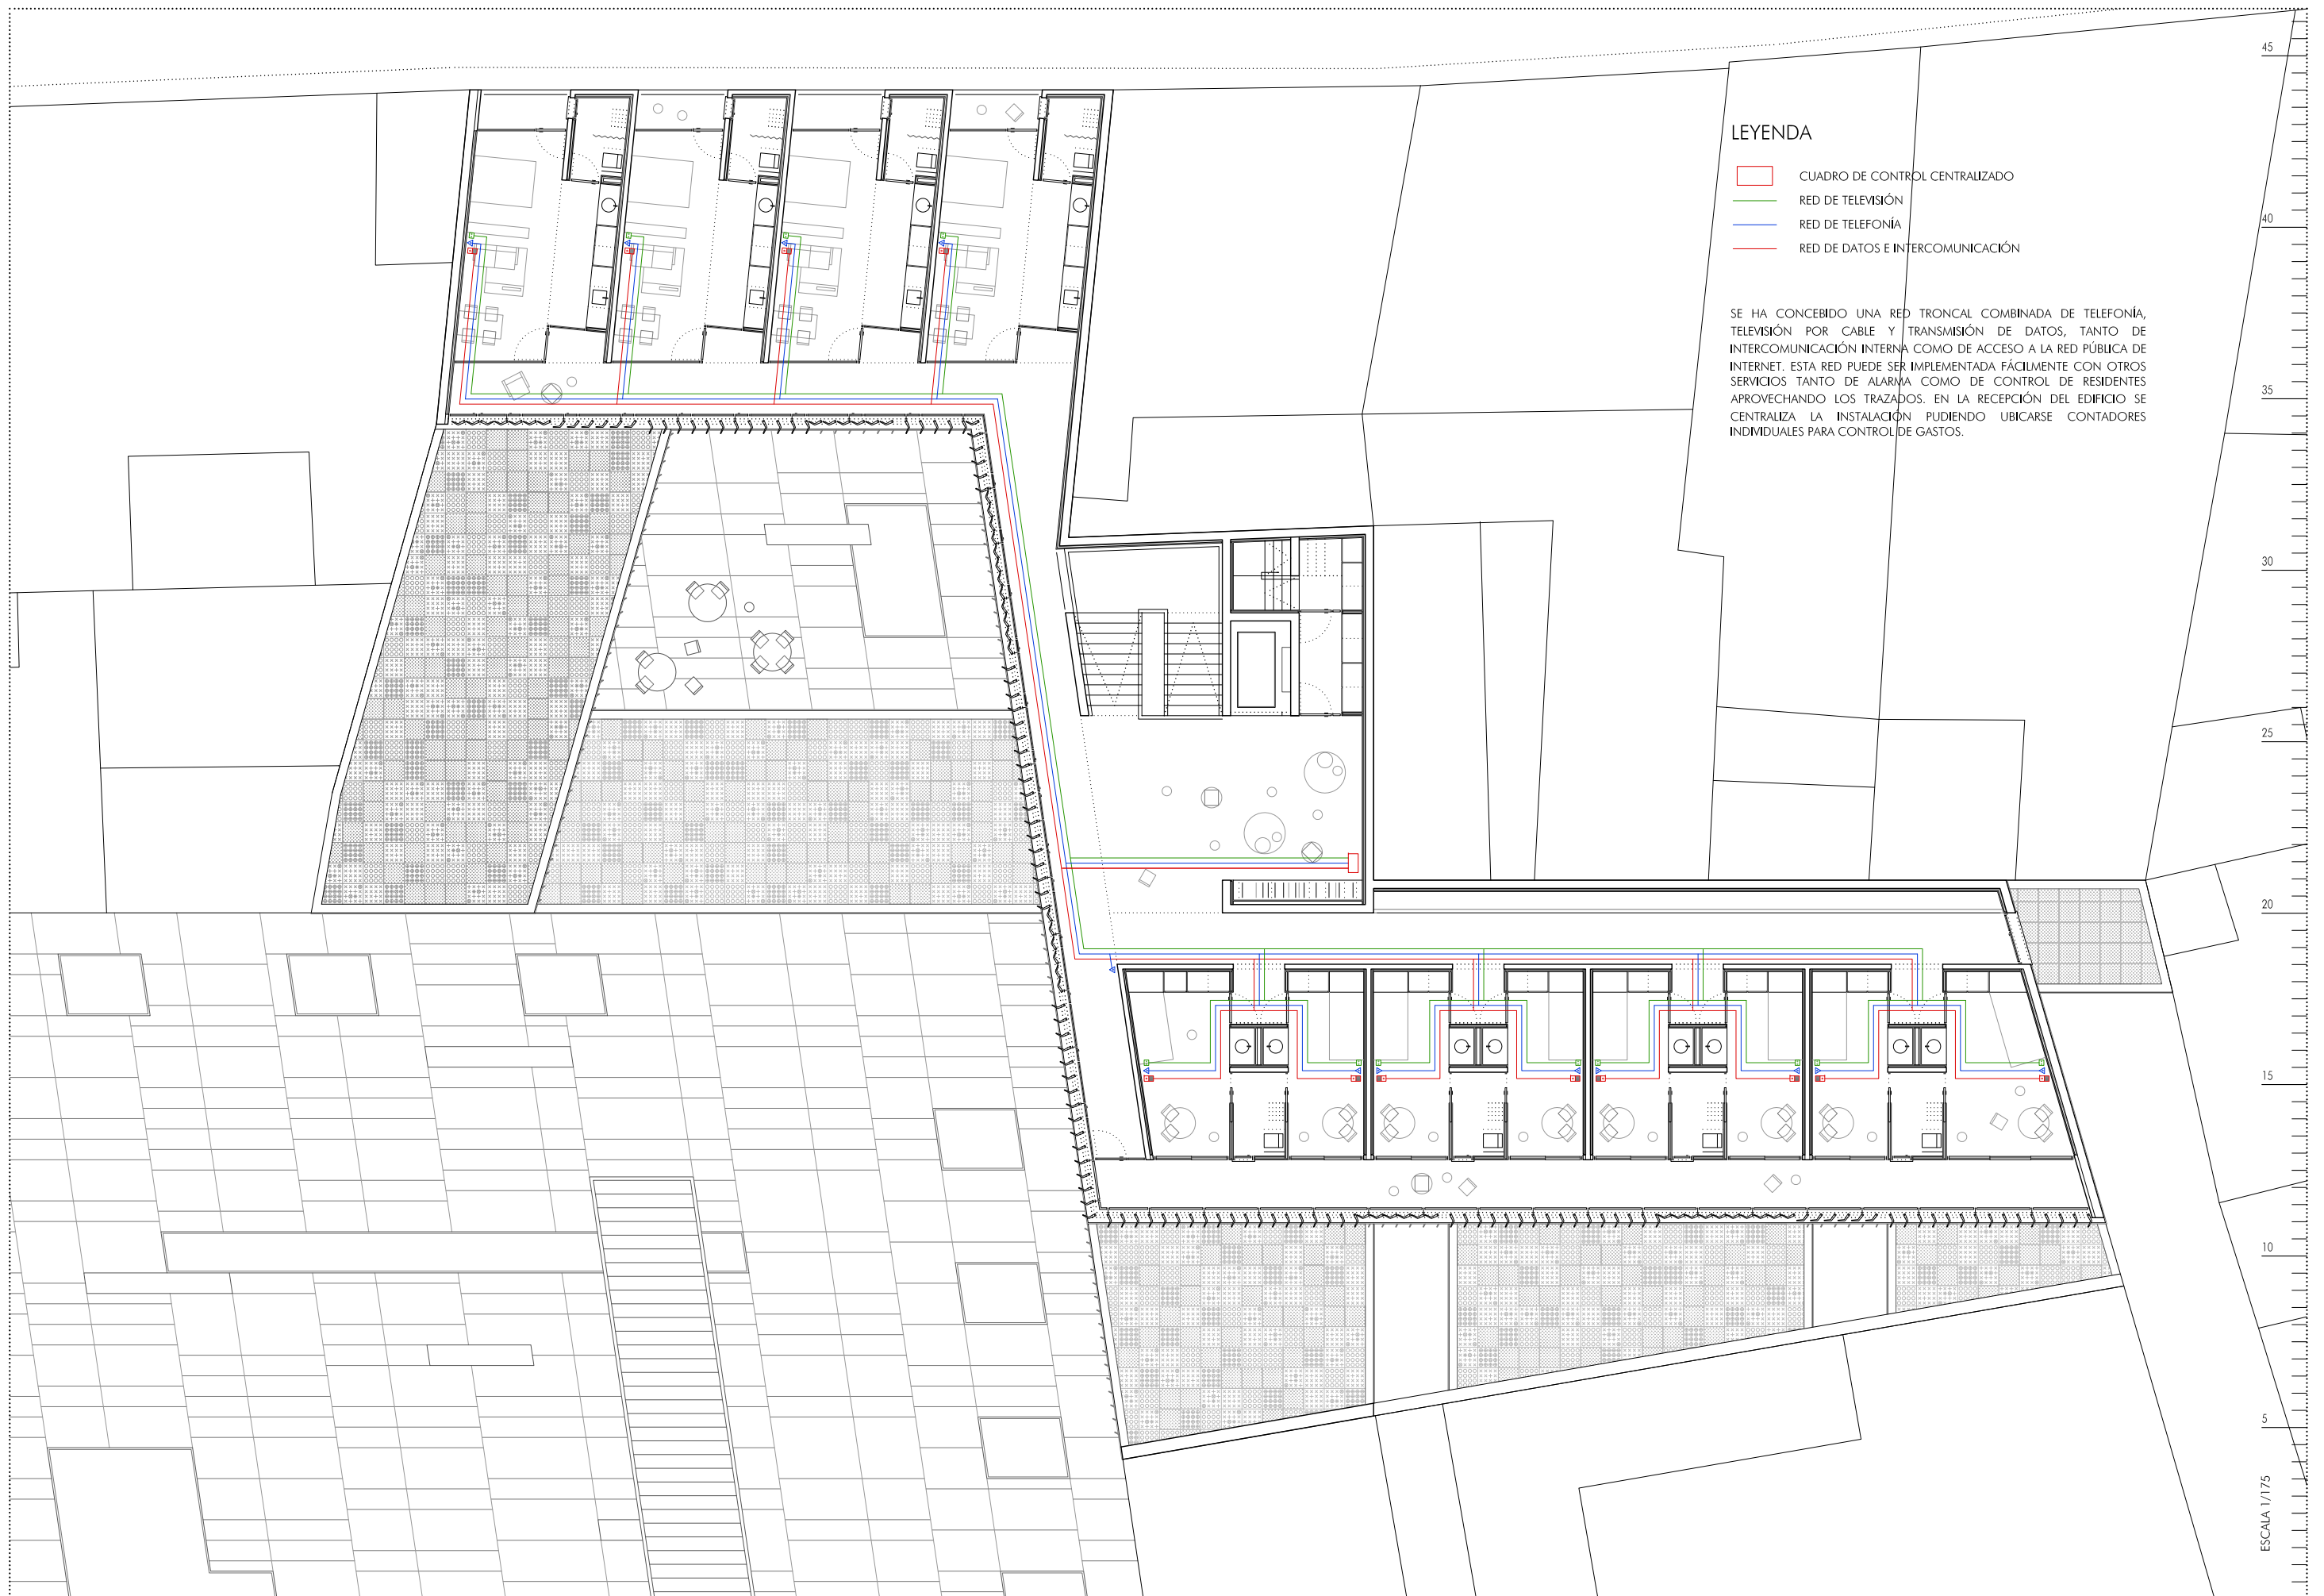 LEYENDA
CUADRO DE CONTROL CENTRALIZADO
RED DE TELEVISIÓN
RED DE TELEFONÍA
RED DE DATOS E INTERCOMUNICACIÓN
SE HA CONCEBIDO UNA RED TRONCAL COMBINADA DE TELEFONÍA,
TELEVISIÓN POR CABLE Y TRANSMISIÓN DE DATOS, TANTO DE
INTERCOMUNICACIÓN INTERNA COMO DE ACCESO A LA RED PÚBLICA DE
INTERNET. ESTA RED PUEDE SER IMPLEMENTADA FÁCILMENTE CON OTROS
SERVICIOS TANTO DE ALARMA COMO DE CONTROL DE RESIDENTES
APROVECHANDO LOS TRAZADOS. EN LA RECEPCIÓN DEL EDIFICIO SE
CENTRALIZA LA INSTALACIÓN PUDIENDO UBICARSE CONTADORES
INDIVIDUALES PARA CONTROL DE GASTOS.
45
40
35
30
25
20
15
10
5
ESCALA 1/175